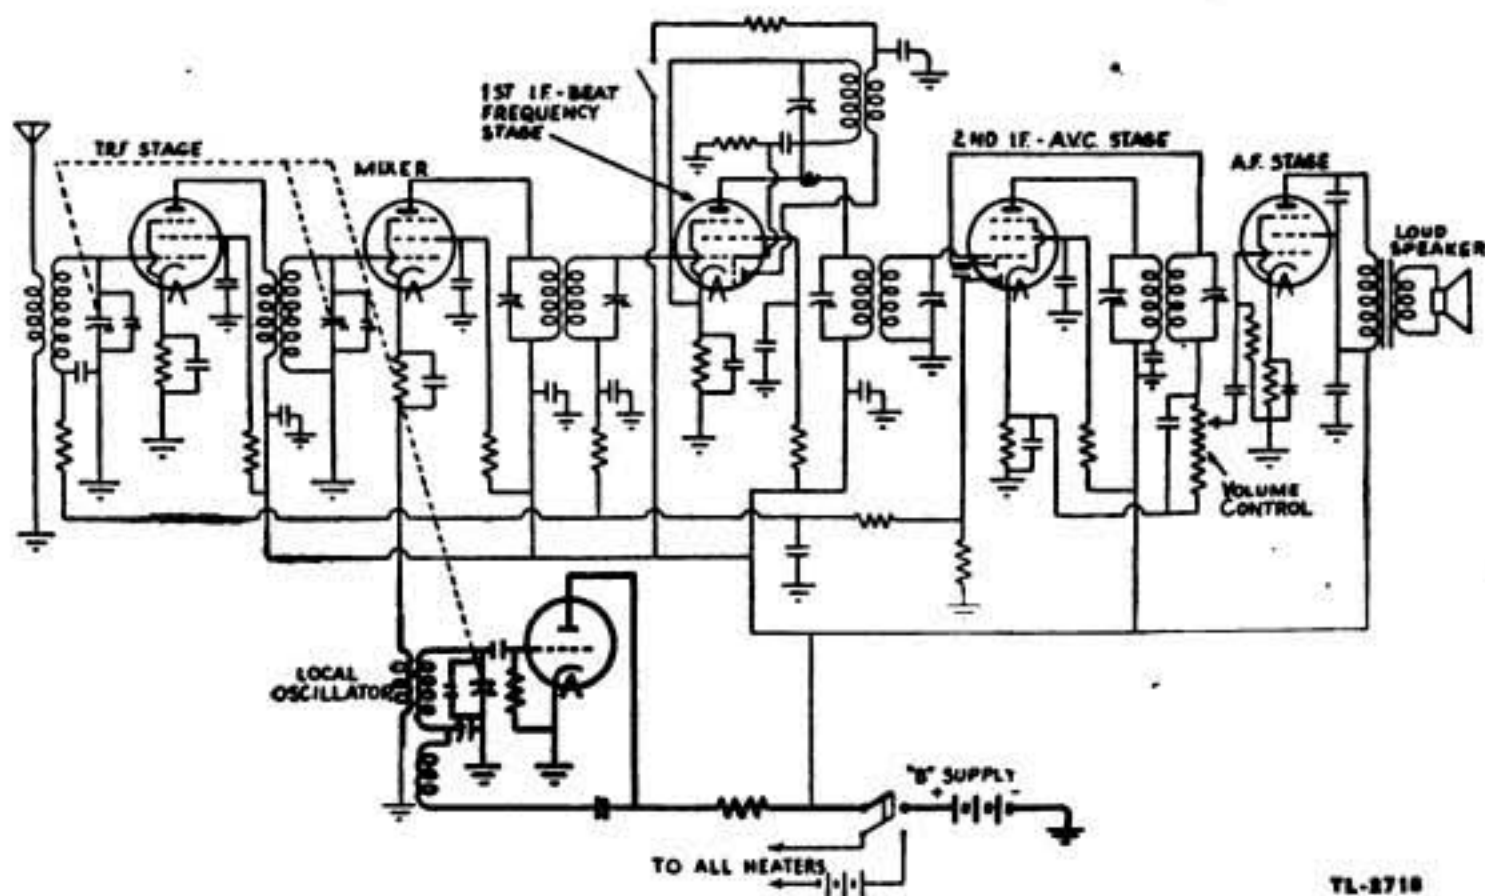 1ST I.F.-BEAT
FREQUENCY
STAGE
TRF STAGE
MIXER
2ND I.F.- A.V.C. STAGE
A.F. STAGE
LOUD
SPEAKER
VOLUME
CONTROL
LOCAL
OSCILLATOR
"B" SUPPLY
+ -
TO ALL HEATERS
TL-2718